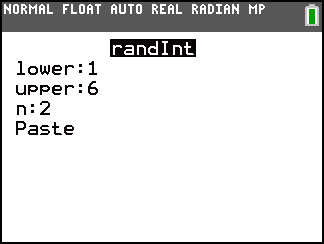 NORMAL FLOAT AUTO REAL RADIAN MP
randInt
lower:1
upper:6
n:2
Paste